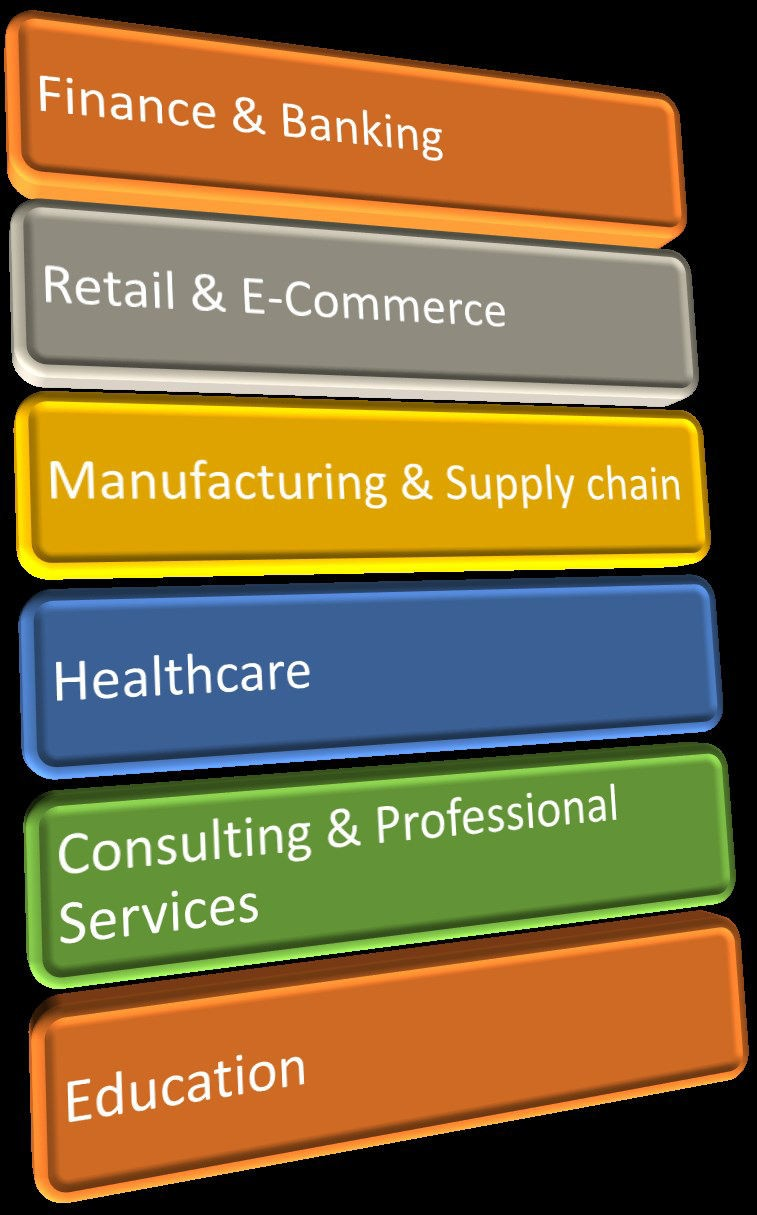 Finance & Banking
Retail & E-Commerce
Manufacturing & Supply chain
Healthcare
Consulting & Professional
Services
Education